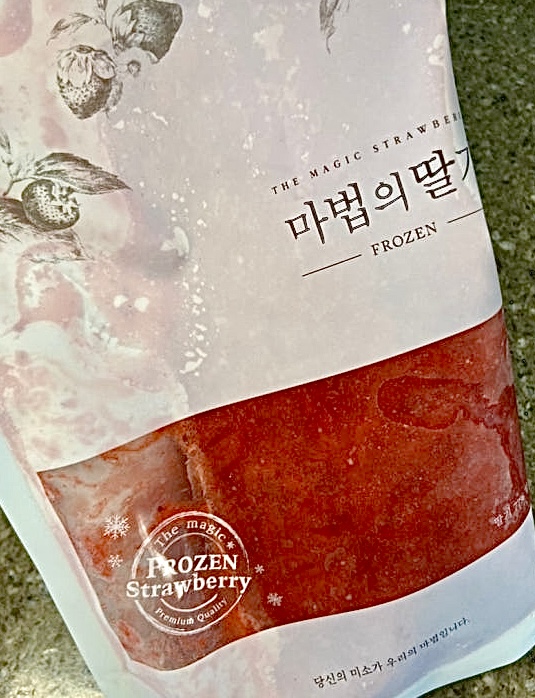 THE MAGIC STRAWBER
마법의 딸기
FROZEN
The magic
FROZEN
Strawberry
Premium Quality
당신의 미소가 우리의 마법입니다.